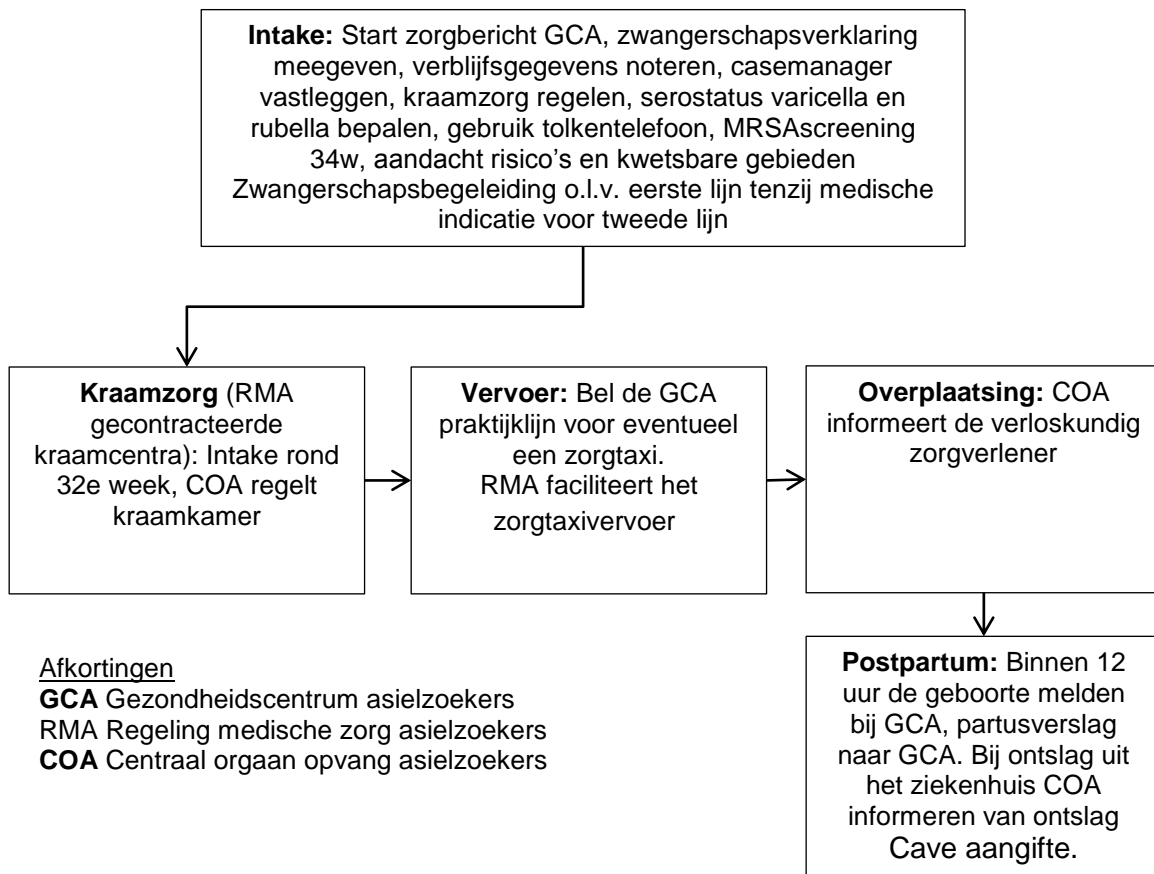 Intake: Start zorgbericht GCA, zwangerschapsverklaring
meegeven, verblijfsgegevens noteren, casemanager
vastleggen, kraamzorg regelen, serostatus varicella en
rubella bepalen, gebruik tolkentelefoon, MRSAscreening
34w, aandacht risico's en kwetsbare gebieden
Zwangerschapsbegeleiding o.l.v. eerste lijn tenzij medische
indicatie voor tweede lijn
Kraamzorg (RMA
gecontracteerde
kraamcentra): Intake rond
32e week, COA regelt
kraamkamer
Vervoer: Bel de GCA
praktijklijn voor eventueel
een zorgtaxi.
RMA faciliteert het
zorgtaxivervoer
Overplaatsing: COA
informeert de verloskundig
zorgverlener
Postpartum: Binnen 12
uur de geboorte melden
bij GCA, partusverslag
naar GCA. Bij ontslag uit
het ziekenhuis COA
informeren van ontslag
Cave aangifte.
Afkortingen
GCA Gezondheidscentrum asielzoekers
RMA Regeling medische zorg asielzoekers
COA Centraal orgaan opvang asielzoekers